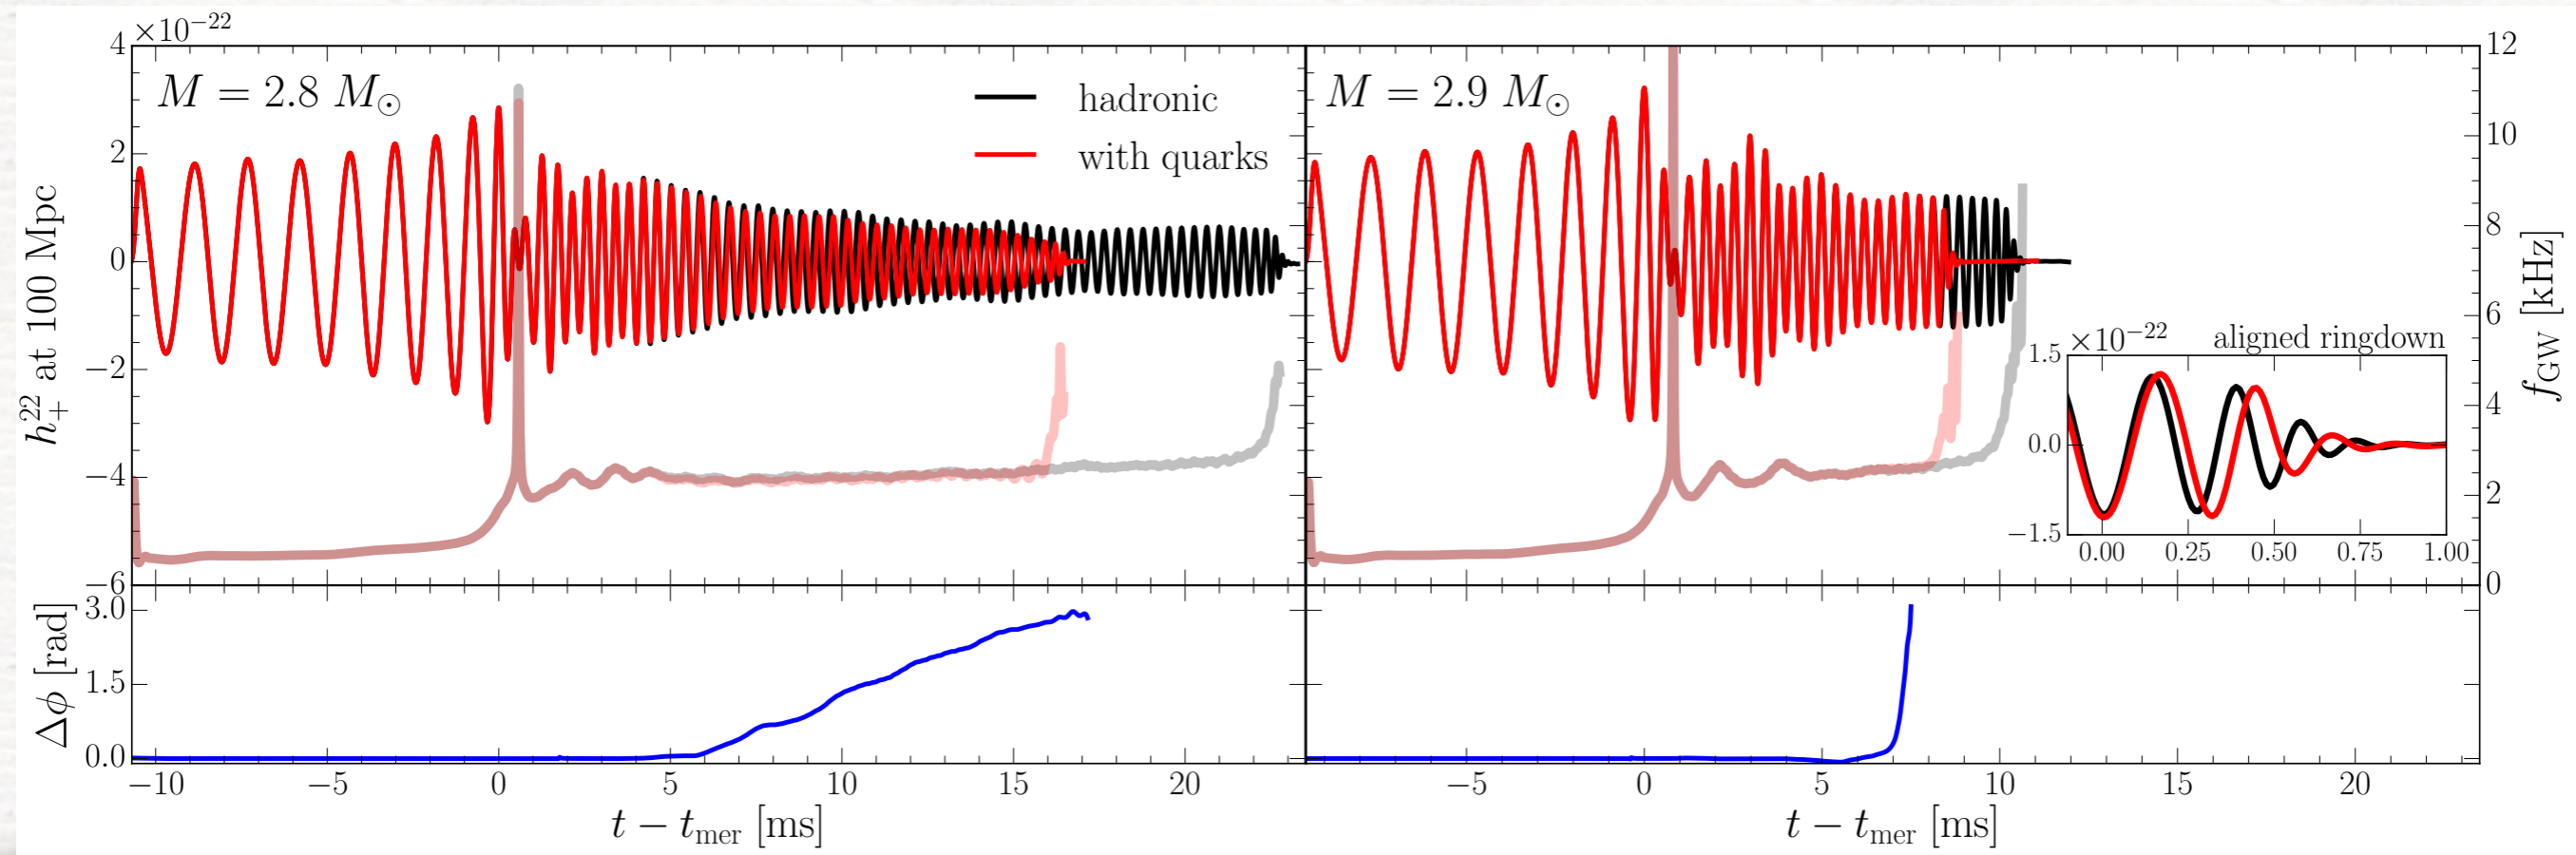 ×10⁻²²
4
2
0
−2
−4
−6
h₊²² at 100 Mpc
M = 2.8 M⊙
hadronic
with quarks
M = 2.9 M⊙
12
10
8
6
4
2
0
f_GW [kHz]
×10⁻²² aligned ringdown
1.5
0.0
−1.5
0.00 0.25 0.50 0.75 1.00
3.0
1.5
0.0
Δϕ [rad]
−10 −5 0 5 10 15 20
−5 0 5 10 15 20
t − t_mer [ms]
t − t_mer [ms]